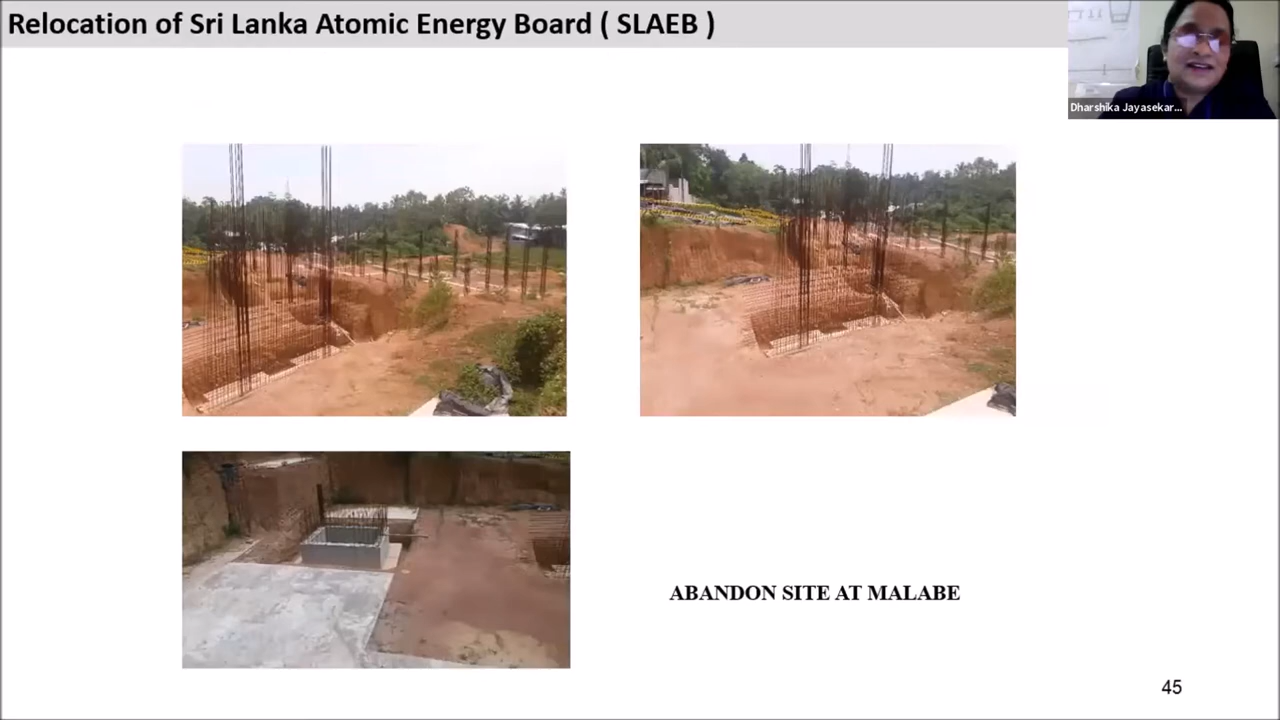 Relocation of Sri Lanka Atomic Energy Board ( SLAEB )
Dharshika Jayasekar...
ABANDON SITE AT MALABE
45